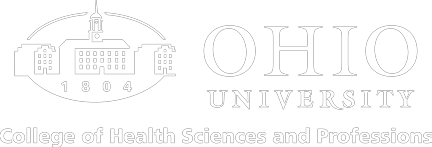 1804
OHIO
UNIVERSITY
College of Health Sciences and Professions